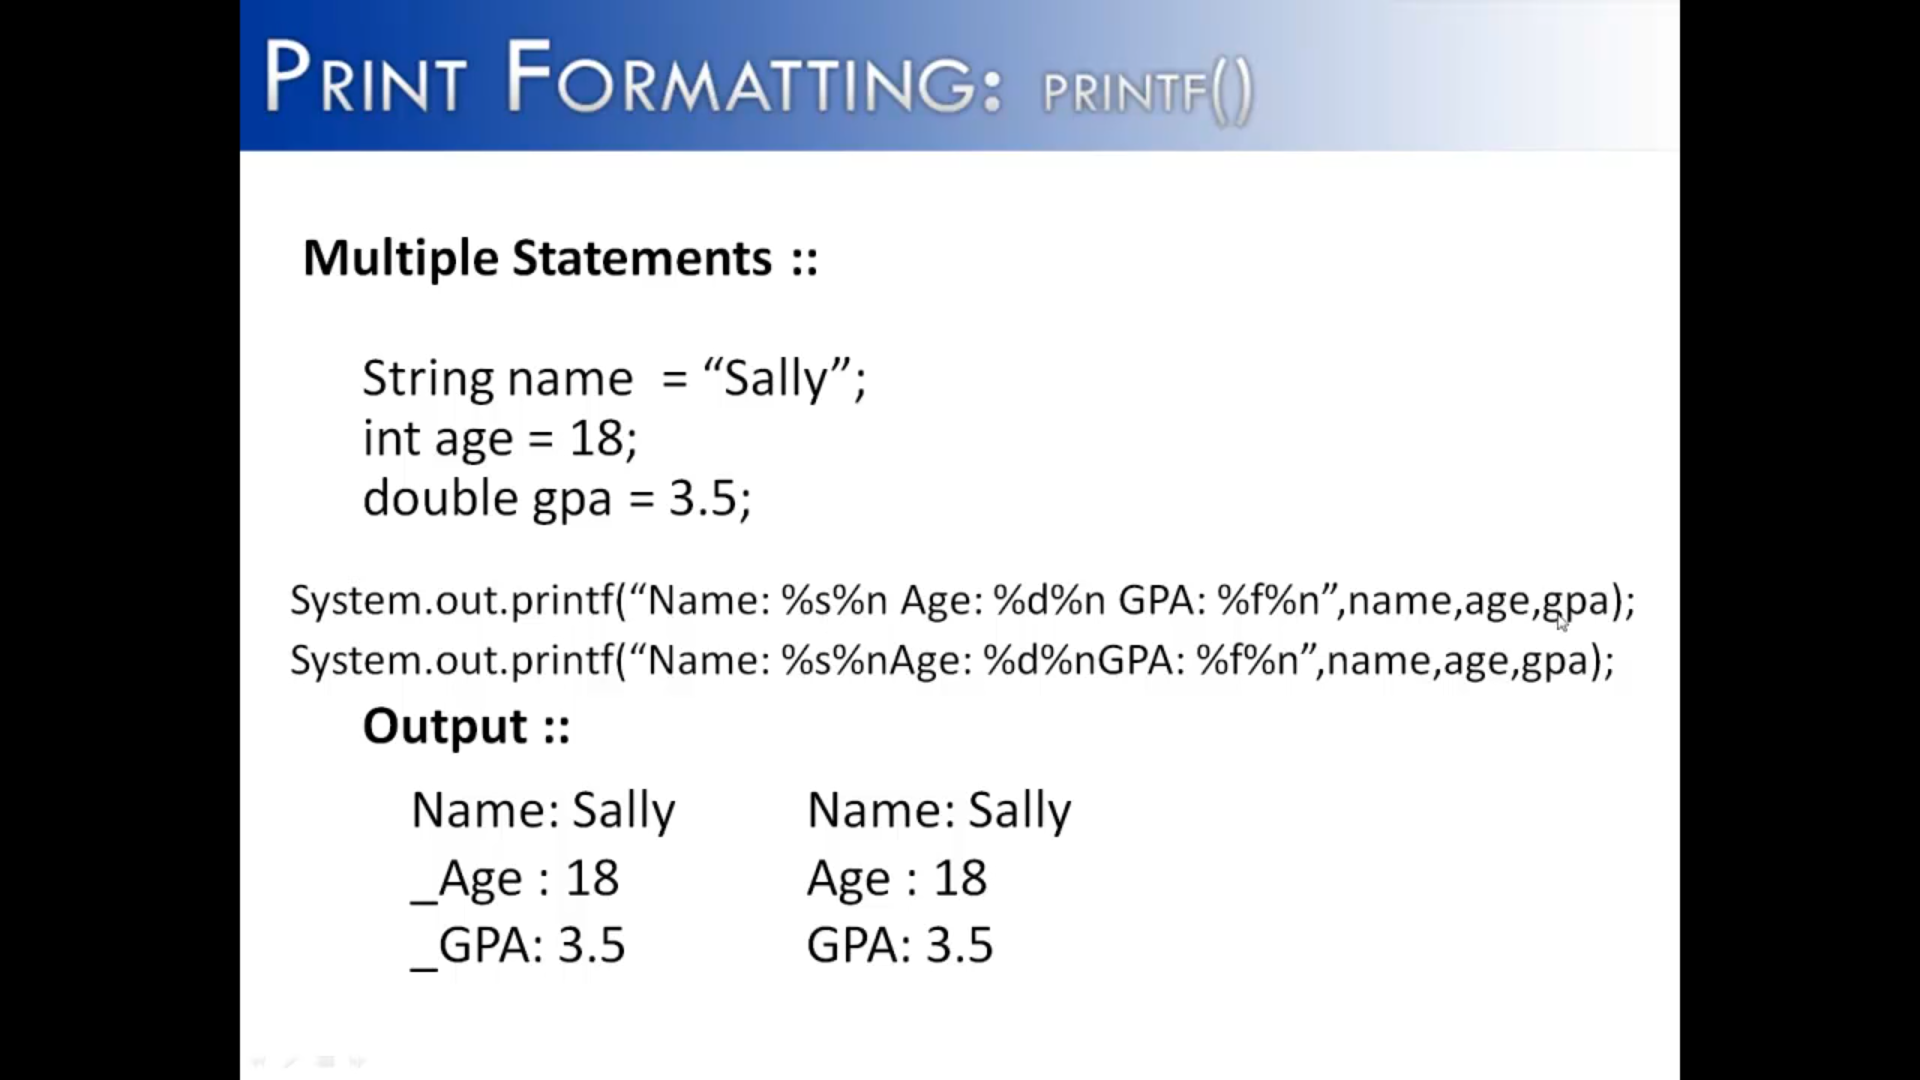 PRINT FORMATTING: PRINTF()
Multiple Statements ::
String name = “Sally”;
int age = 18;
double gpa = 3.5;
System.out.printf(“Name: %s%n Age: %d%n GPA: %f%n”,name,age,gpa);
System.out.printf(“Name: %s%nAge: %d%nGPA: %f%n”,name,age,gpa);
Output ::
Name: Sally Name: Sally
_Age : 18 Age : 18
_GPA: 3.5 GPA: 3.5